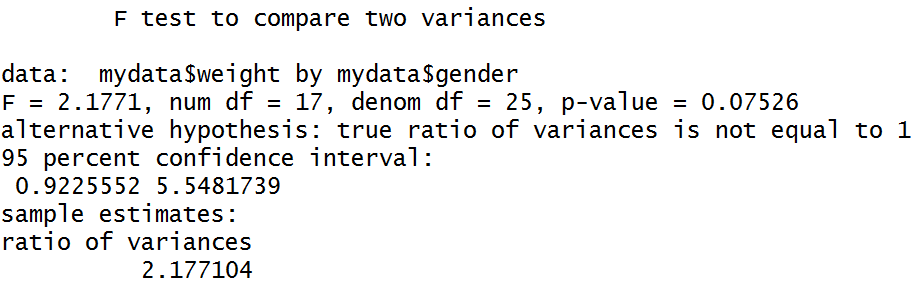 F test to compare two variances
data:  mydata$weight by mydata$gender
F = 2.1771, num df = 17, denom df = 25, p-value = 0.07526
alternative hypothesis: true ratio of variances is not equal to 1
95 percent confidence interval:
0.9225552 5.5481739
sample estimates:
ratio of variances
2.177104